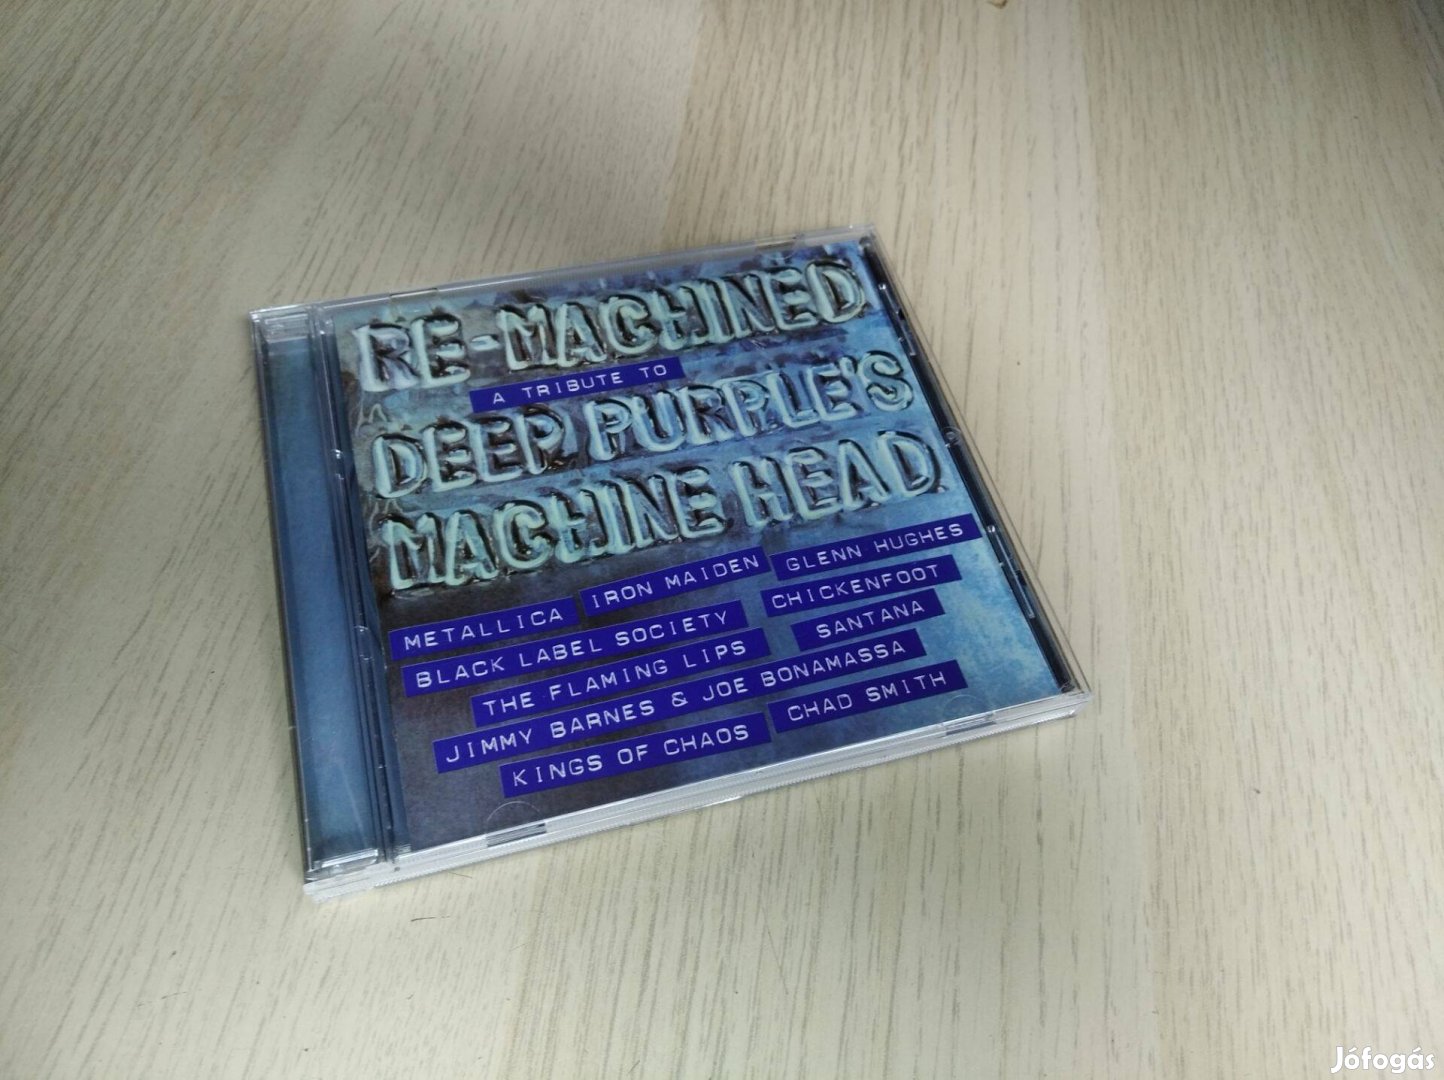 RE-MACHINED
A TRIBUTE TO
DEEP PURPLE'S
MACHINE HEAD
METALLICA IRON MAIDEN GLENN HUGHES
BLACK LABEL SOCIETY CHICKENFOOT
THE FLAMING LIPS SANTANA
JIMMY BARNES & JOE BONAMASSA
KINGS OF CHAOS CHAD SMITH
Jófogás